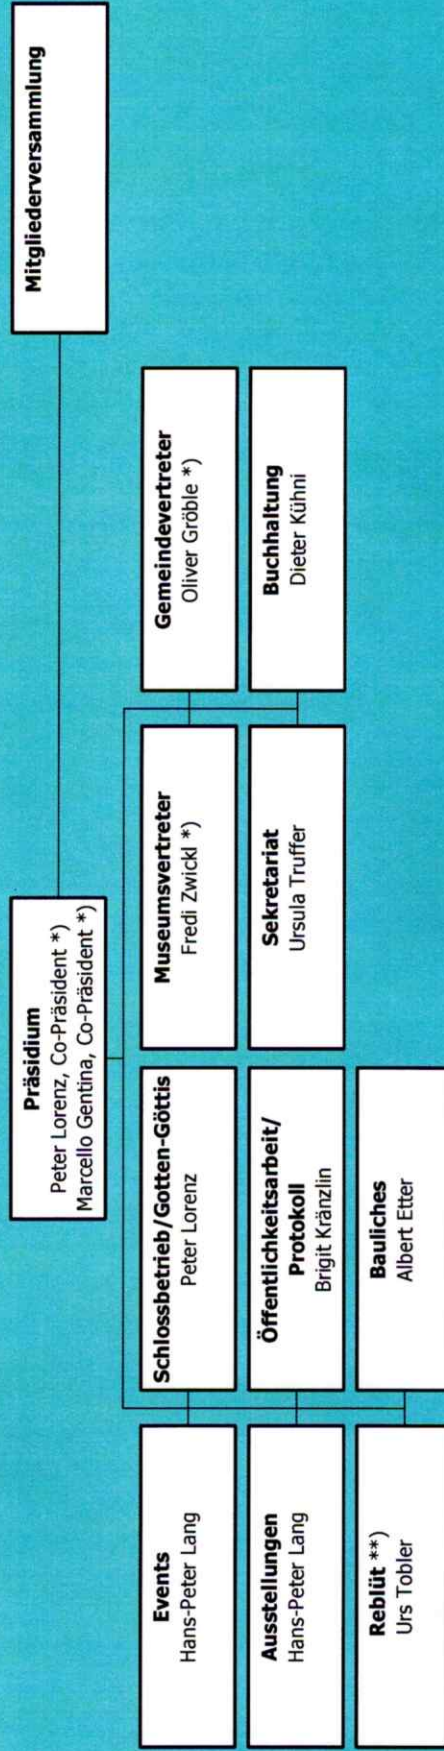 Mitgliederversammlung
Präsidium
Peter Lorenz, Co-Präsident *)
Marcello Gentina, Co-Präsident *)
Events
Hans-Peter Lang
Schlossbetrieb/Gotten-Göttis
Peter Lorenz
Museumsvertreter
Fredi Zwickl *)
Gemeindevertreter
Oliver Gröble *)
Ausstellungen
Hans-Peter Lang
Öffentlichkeitsarbeit/
Protokoll
Brigit Kränzlin
Sekretariat
Ursula Truffer
Buchhaltung
Dieter Kühni
Reblüt **)
Urs Tobler
Bauliches
Albert Etter